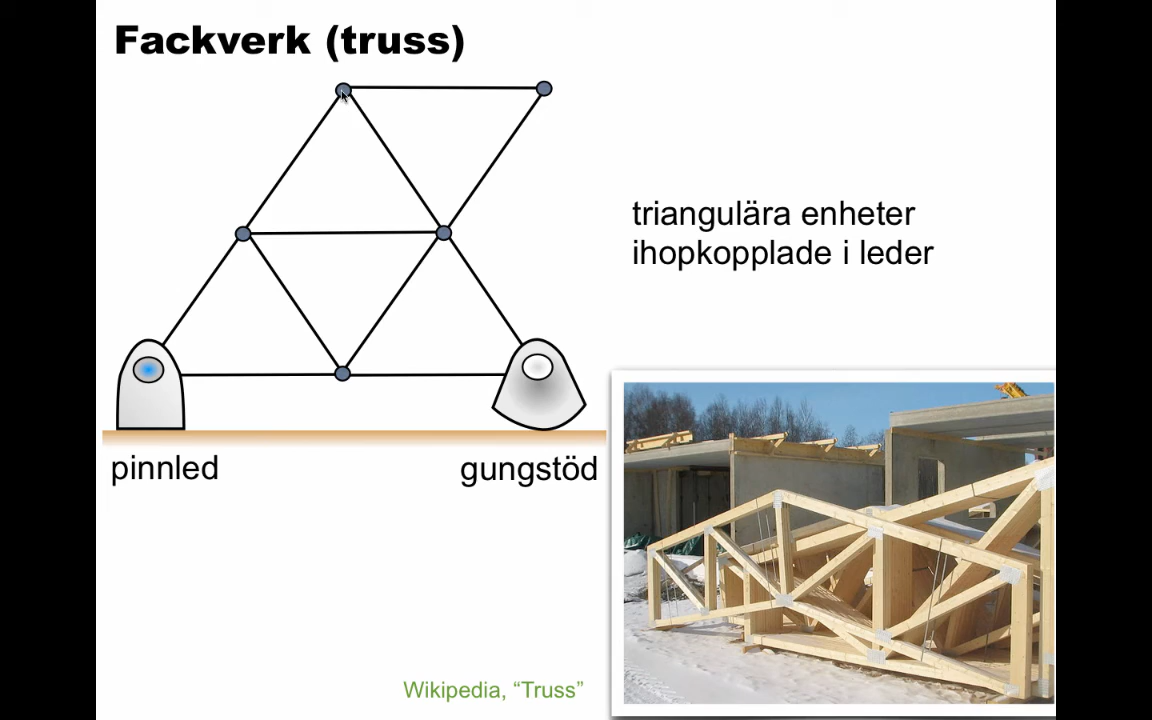 Fackverk (truss)
triangulära enheter
ihopkopplade i leder
pinnled
gungstöd
Wikipedia, “Truss”